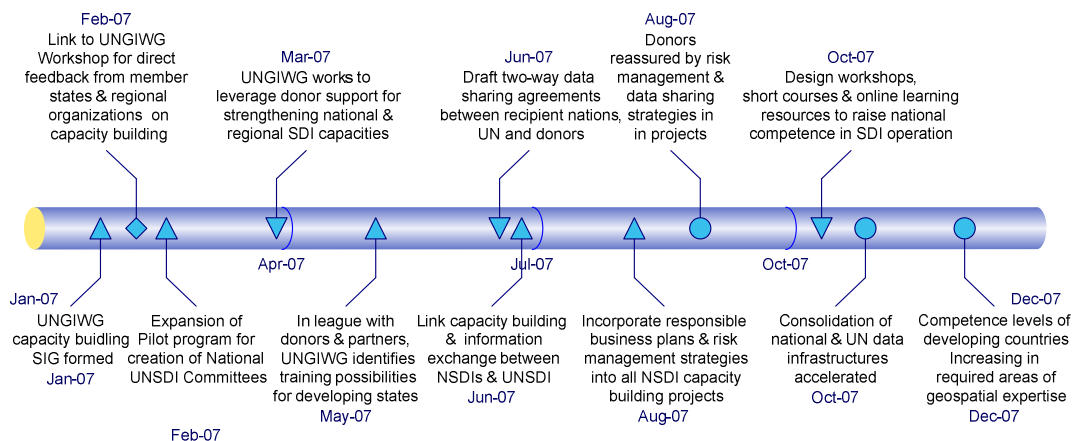 Feb-07
Link to UNGIWG
Workshop for direct
feedback from member
states & regional
organizations on
capacity building
Mar-07
UNGIWG works to
leverage donor support for
strengthening national &
regional SDI capacities
Jun-07
Draft two-way data
sharing agreements
between recipient nations,
UN and donors
Aug-07
Donors
reassured by risk
management &
data sharing
strategies in
in projects
Oct-07
Design workshops,
short courses & online learning
resources to raise national
competence in SDI operation
Apr-07
Jul-07
Oct-07
Jan-07
UNGIWG
capacity buidling
SIG formed
Jan-07
Expansion of
Pilot program for
creation of National
UNSDI Committees
Feb-07
In league with
donors & partners,
UNGIWG identifies
training possibilities
for developing states
May-07
Link capacity building
& information
exchange between
NSDIs & UNSDI
Jun-07
Incorporate responsible
business plans & risk
management strategies
into all NSDI capacity
building projects
Aug-07
Consolidation of
national & UN data
infrastructures
accelerated
Oct-07
Dec-07
Competence levels of
developing countries
Increasing in
required areas of
geospatial expertise
Dec-07